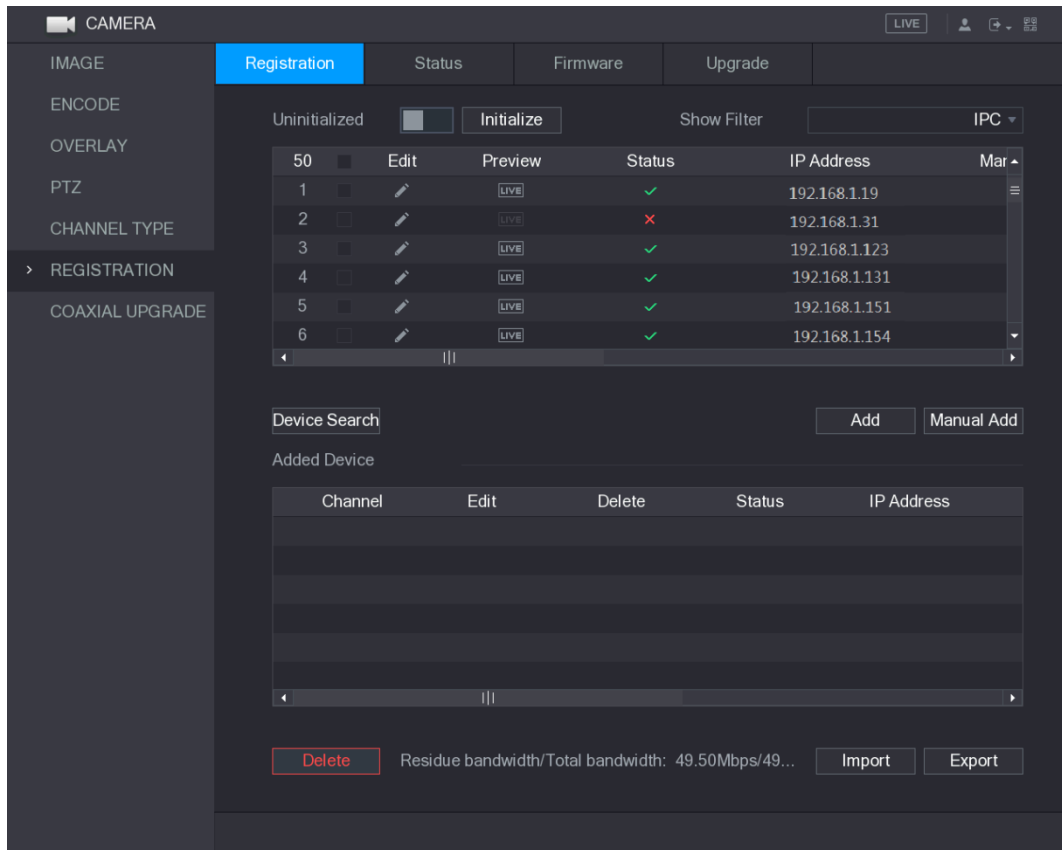 CAMERA LIVE
IMAGE
ENCODE
OVERLAY
PTZ
CHANNEL TYPE
> REGISTRATION
COAXIAL UPGRADE
Registration Status Firmware Upgrade
Uninitialized Initialize Show Filter IPC
50 Edit Preview Status IP Address Mar
1 LIVE 192.168.1.19
2 LIVE 192.168.1.31
3 LIVE 192.168.1.123
4 LIVE 192.168.1.131
5 LIVE 192.168.1.151
6 LIVE 192.168.1.154
Device Search Add Manual Add
Added Device
Channel Edit Delete Status IP Address
Delete Residue bandwidth/Total bandwidth: 49.50Mbps/49... Import Export